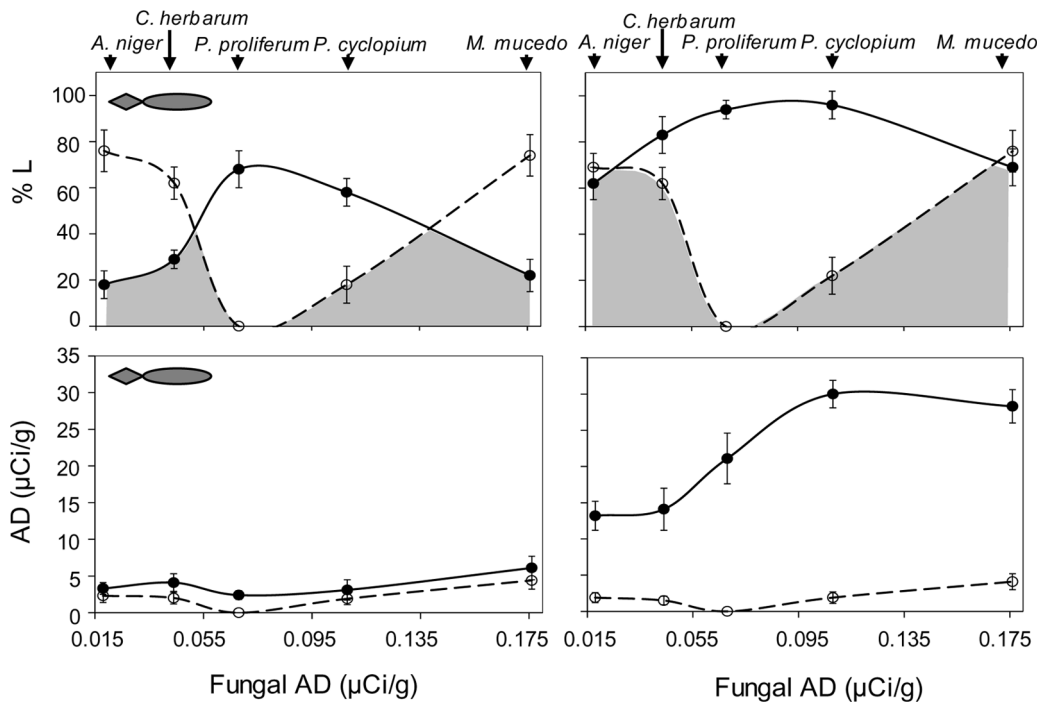 C. herbarum
A. niger P. proliferum P. cyclopium M. mucedo
C. herbarum
A. niger P. proliferum P. cyclopium M. mucedo
% L
100
80
60
40
20
0
AD (µCi/g)
35
30
25
20
15
10
5
0
0.015 0.055 0.095 0.135 0.175
0.015 0.055 0.095 0.135 0.175
Fungal AD (µCi/g)
Fungal AD (µCi/g)